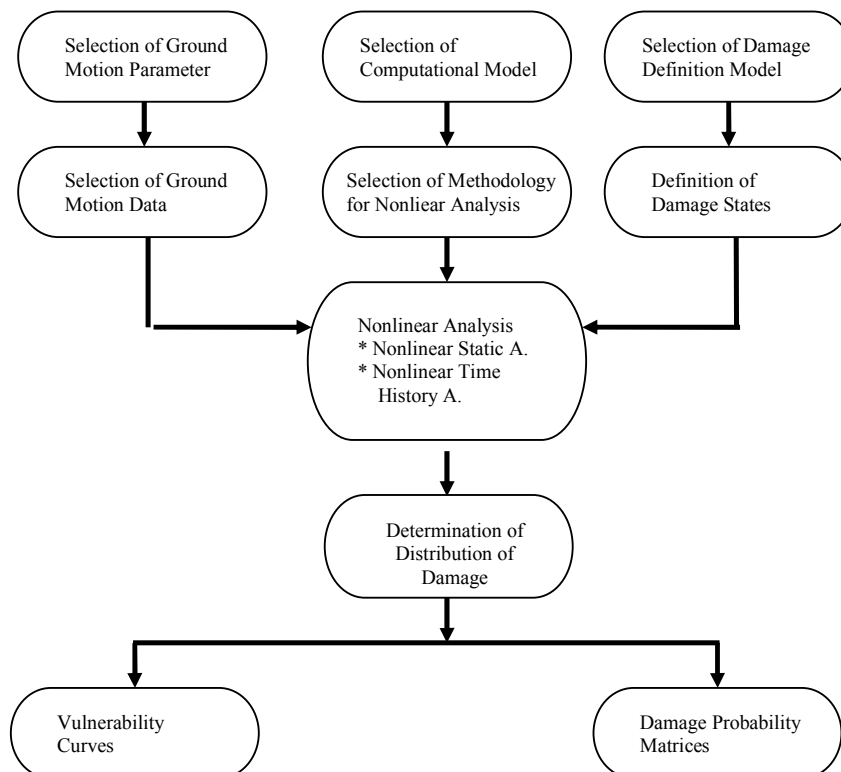 Selection of Ground
Motion Parameter
Selection of
Computational Model
Selection of Damage
Definition Model
Selection of Ground
Motion Data
Selection of Methodology
for Nonliear Analysis
Definition of
Damage States
Nonlinear Analysis
* Nonlinear Static A.
* Nonlinear Time
History A.
Determination of
Distribution of
Damage
Vulnerability
Curves
Damage Probability
Matrices